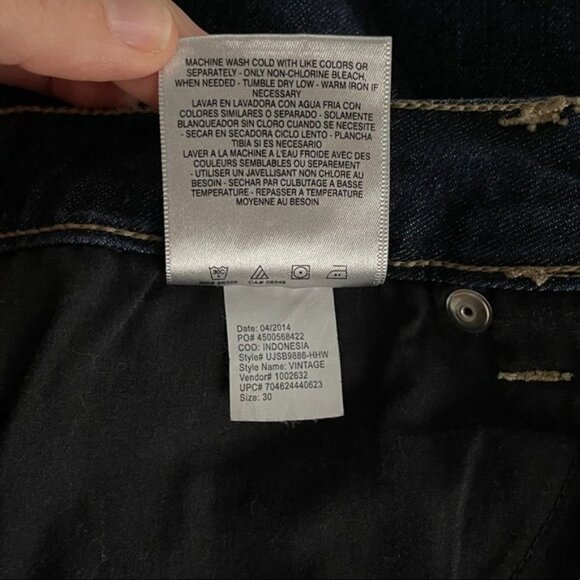 MACHINE WASH COLD WITH LIKE COLORS OR
SEPARATELY - ONLY NON-CHLORINE BLEACH,
WHEN NEEDED - TUMBLE DRY LOW - WARM IRON IF
NECESSARY
LAVAR EN LAVADORA CON AGUA FRIA CON
COLORES SIMILARES O SEPARADO - SOLAMENTE
BLANQUEADOR SIN CLORO CUANDO SE NECESITE
- SECAR EN SECADORA CICLO LENTO - PLANCHA
TIBIA SI ES NECESARIO
LAVER A LA MACHINE A L'EAU FROIDE AVEC DES
COULEURS SEMBLABLES OU SEPAREMENT
- UTILISER UN JAVELLISANT NON CHLORE AU
BESOIN - SECHAR PAR CULBUTAGE A BASSE
TEMPERATURE - REPASSER A TEMPERATURE
MOYENNE AU BESOIN
CA#
Date: 04/2014
PO# 4500568422
COO: INDONESIA
Style# UJSB9886-HHW
Style Name: VINTAGE
Vendor# 1002632
UPC# 704624440623
Size: 30